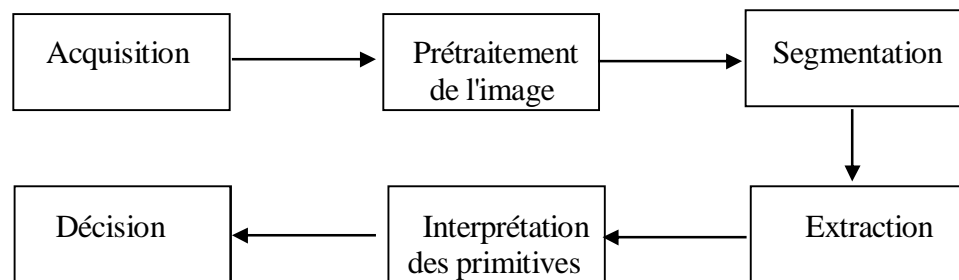 Acquisition
Prétraitement
de l'image
Segmentation
Extraction
Interprétation
des primitives
Décision